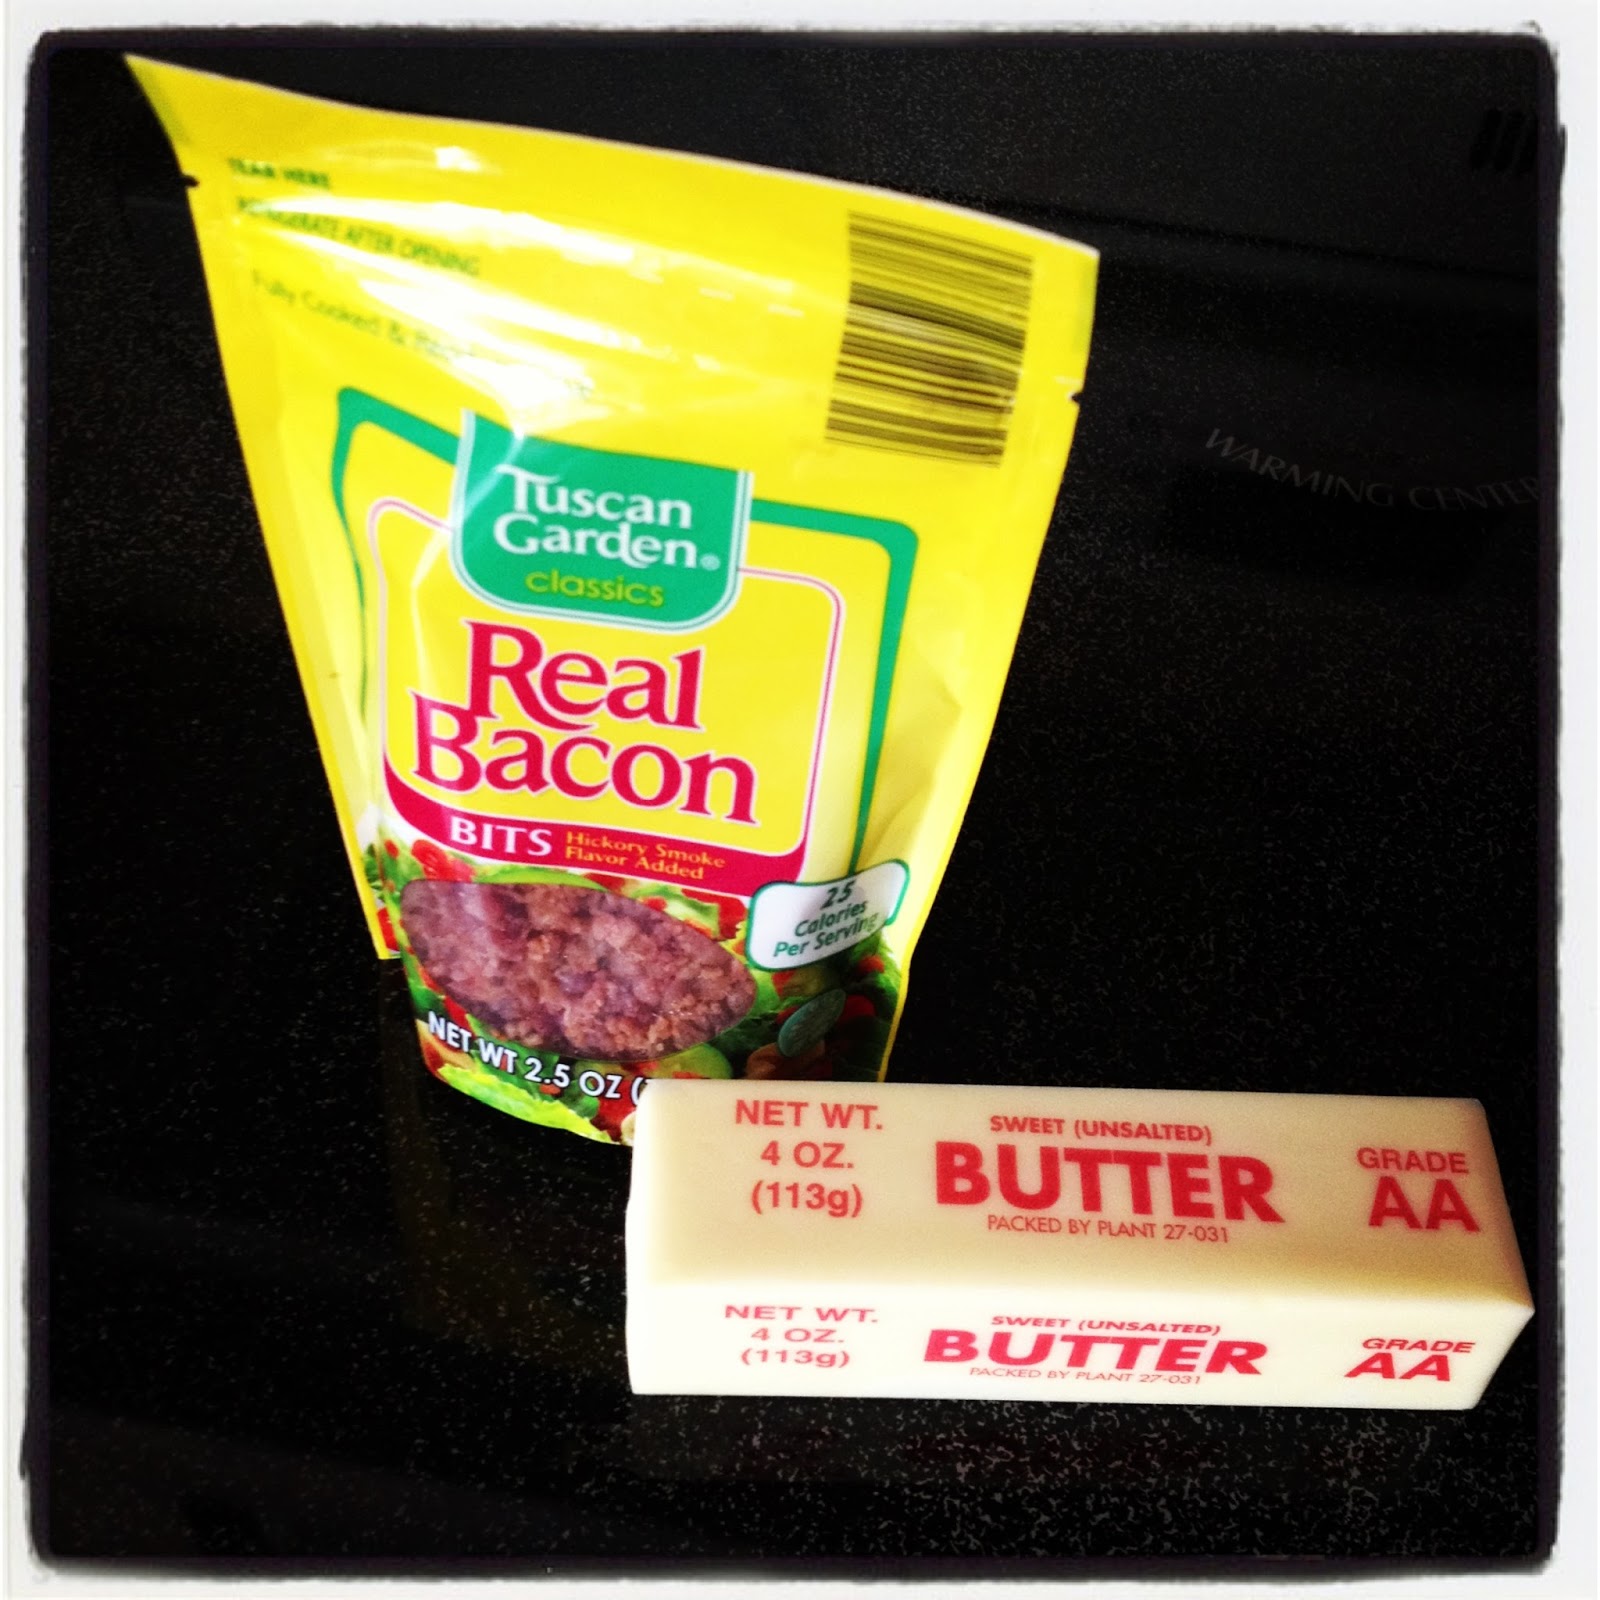 TEAR HERE
REFRIGERATE AFTER OPENING
Fully Cooked &
Tuscan
Garden®
classics
Real
Bacon
BITS
Hickory Smoke
Flavor Added
25
Calories
Per Serving
NET WT 2.5 OZ (
WARMING CENTER
NET WT.
4 OZ.
(113g)
SWEET (UNSALTED)
BUTTER
PACKED BY PLANT 27-031
GRADE
AA
NET WT.
4 OZ.
(113g)
SWEET (UNSALTED)
BUTTER
PACKED BY PLANT 27-031
GRADE
AA